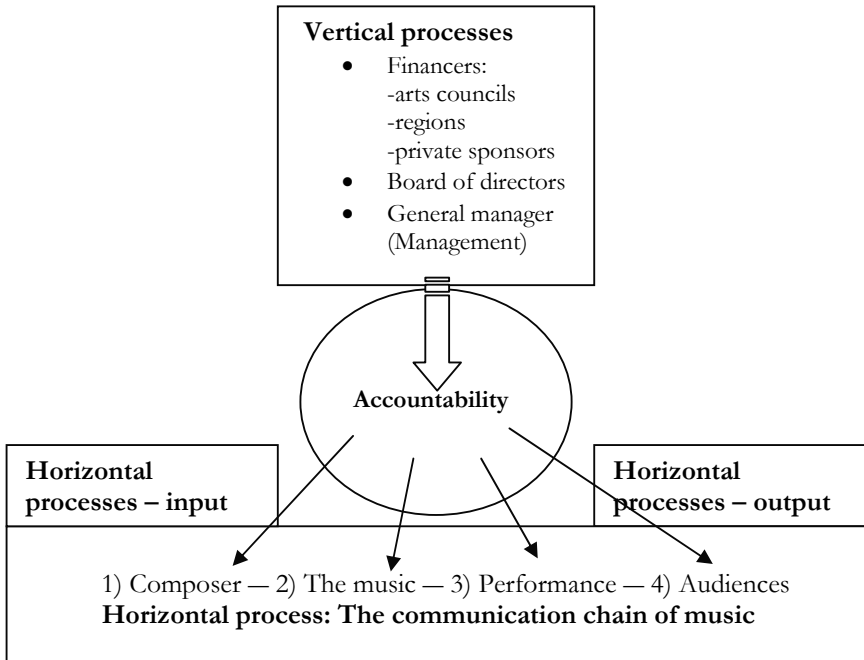 Vertical processes
• Financers:
-arts councils
-regions
-private sponsors
• Board of directors
• General manager
(Management)
Accountability
Horizontal
processes – input
Horizontal
processes – output
1) Composer — 2) The music — 3) Performance — 4) Audiences
Horizontal process: The communication chain of music